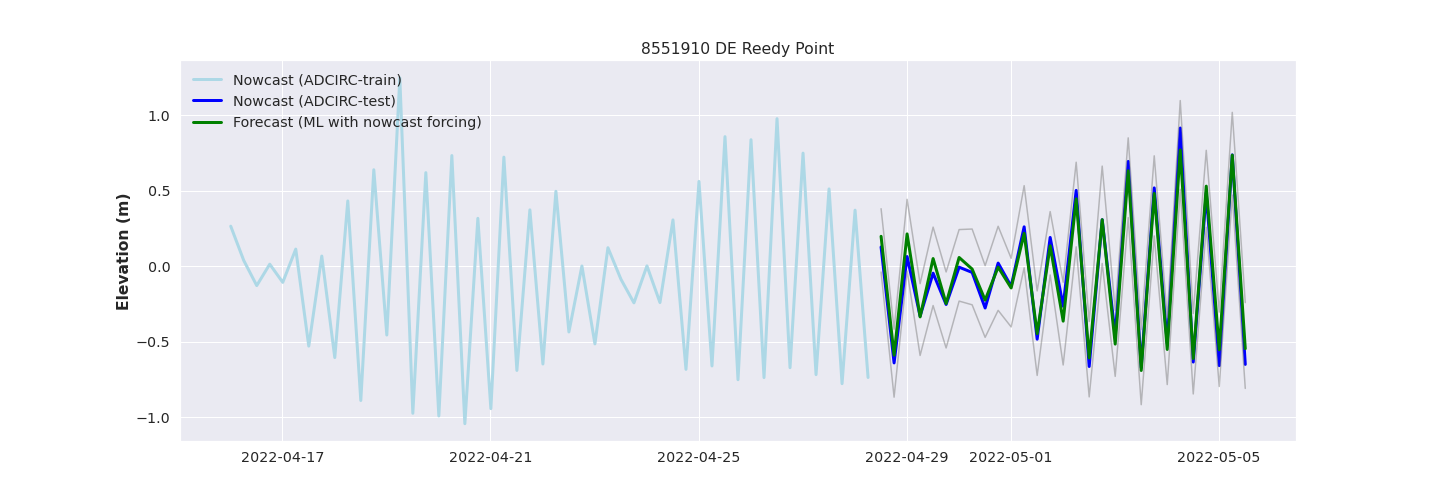 8551910 DE Reedy Point
Nowcast (ADCIRC-train)
Nowcast (ADCIRC-test)
Forecast (ML with nowcast forcing)
Elevation (m)
1.0
0.5
0.0
−0.5
−1.0
2022-04-17 2022-04-21 2022-04-25 2022-04-29 2022-05-01 2022-05-05